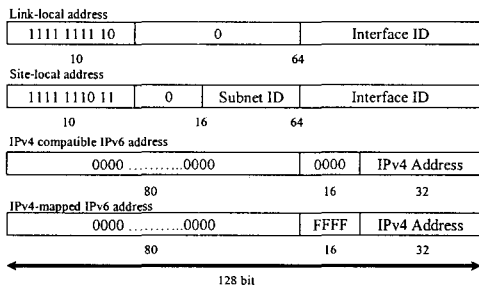 Link-local address
1111 1111 10 0 Interface ID
10 64
Site-local address
1111 1110 11 0 Subnet ID Interface ID
10 16 64
IPv4 compatible IPv6 address
0000 ...........0000 0000 IPv4 Address
80 16 32
IPv4-mapped IPv6 address
0000 ...........0000 FFFF IPv4 Address
80 16 32
128 bit